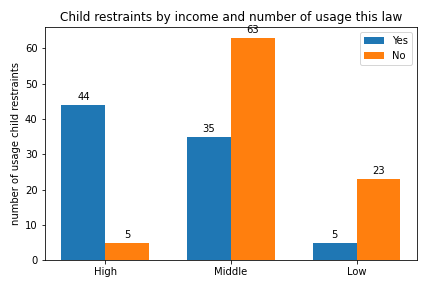 Child restraints by income and number of usage this law
number of usage child restraints
60
50
40
30
20
10
0
44
5
35
63
5
23
High
Middle
Low
Yes
No